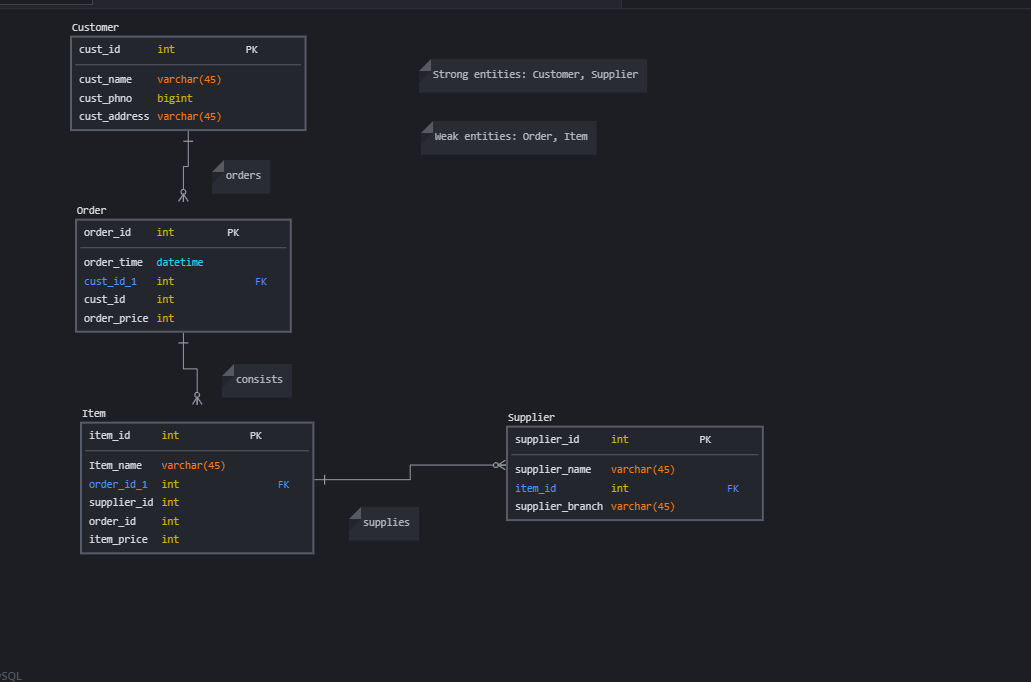 Customer
cust_id int PK
cust_name varchar(45)
cust_phno bigint
cust_address varchar(45)
Strong entities: Customer, Supplier
Weak entities: Order, Item
orders
Order
order_id int PK
order_time datetime
cust_id_1 int FK
cust_id int
order_price int
consists
Item
item_id int PK
Item_name varchar(45)
order_id_1 int FK
supplier_id int
order_id int
item_price int
Supplier
supplier_id int PK
supplier_name varchar(45)
item_id int FK
supplier_branch varchar(45)
supplies
SQL